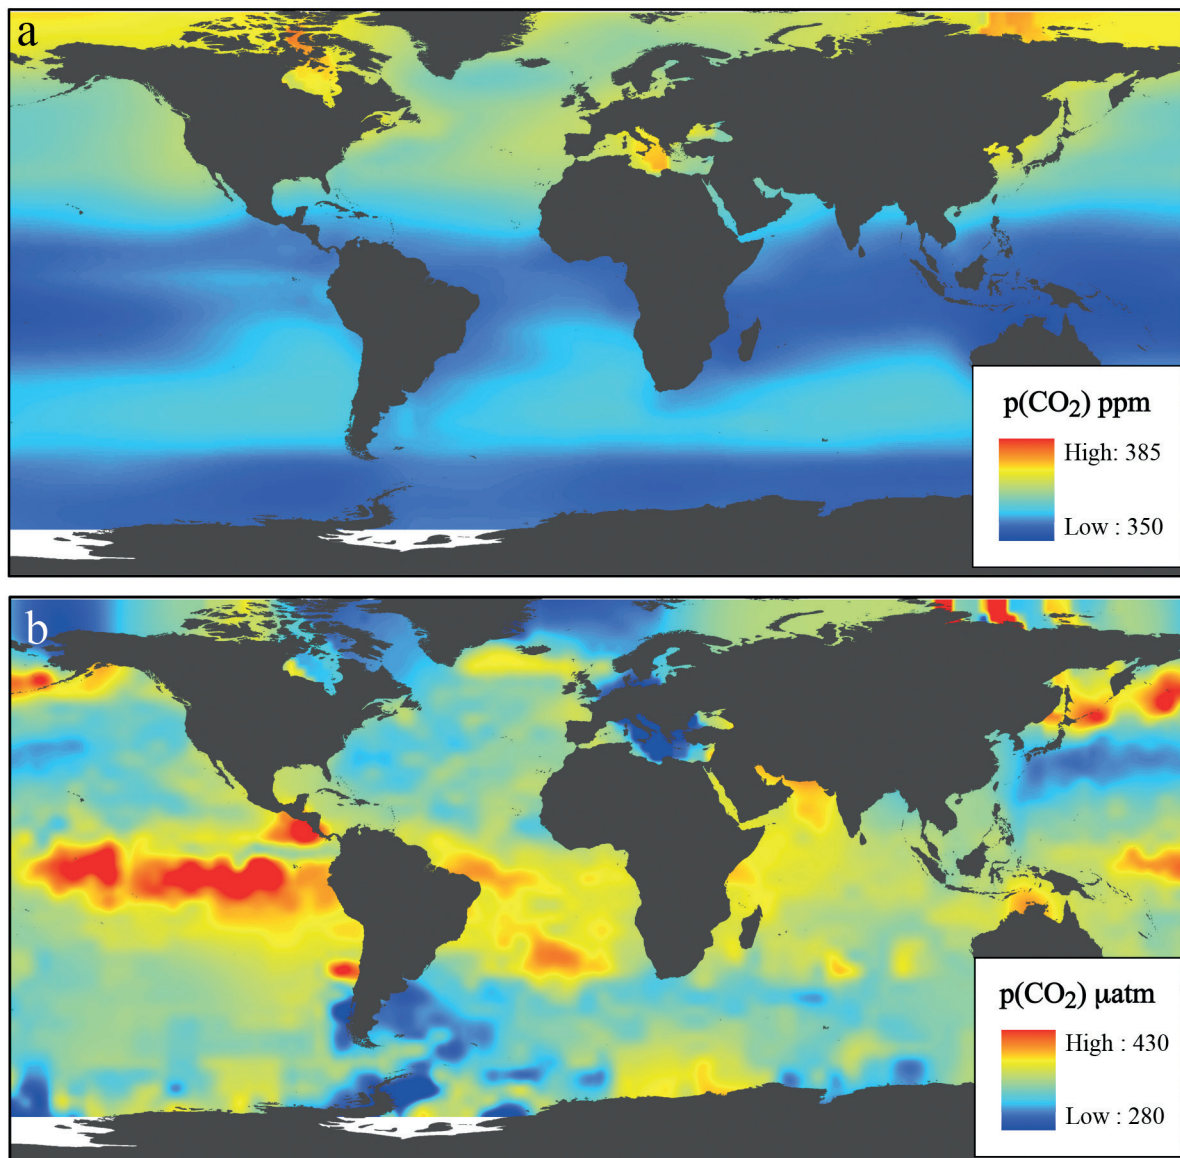 a
p(CO₂) ppm
High: 385
Low : 350
b
p(CO₂) µatm
High : 430
Low : 280